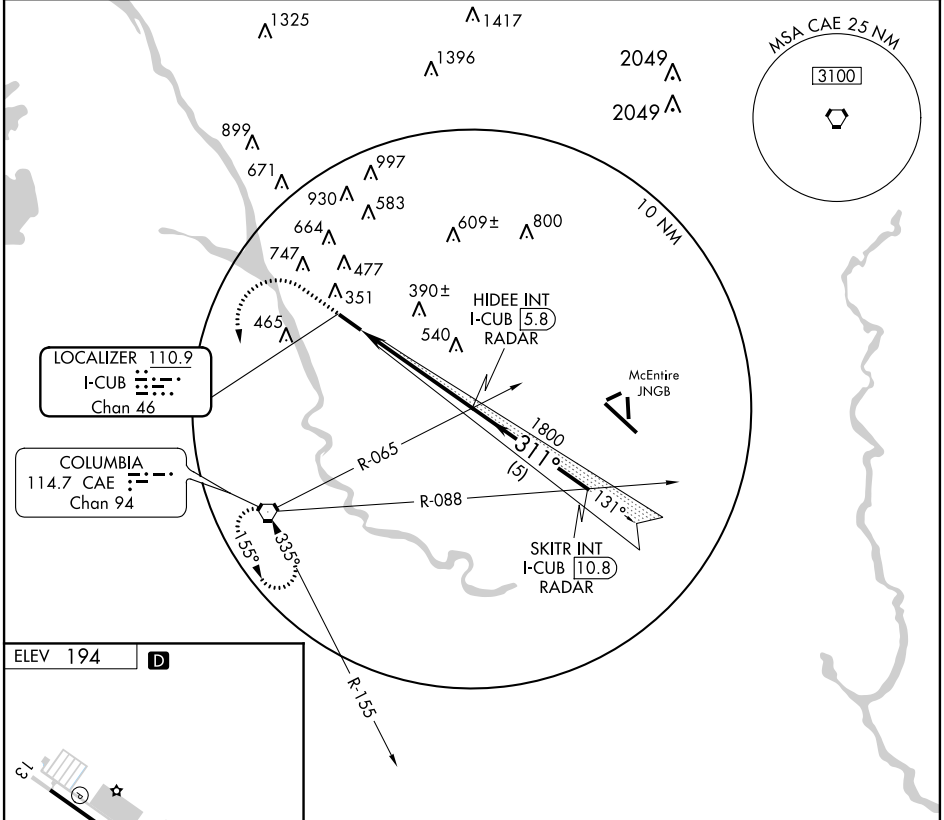 1325
1417
1396
2049
2049
MSA CAE 25 NM
3100
899
671
997
930
583
10 NM
664
609±
800
747
477
351
390±
465
540
HIDEE INT
I-CUB 5.8
RADAR
LOCALIZER 110.9
I-CUB
Chan 46
McEntire
JNGB
1800
R-065
311°
(5)
COLUMBIA
114.7 CAE
Chan 94
R-088
131°
155°
335°
SKITR INT
I-CUB 10.8
RADAR
R-155
ELEV 194 D
13
P